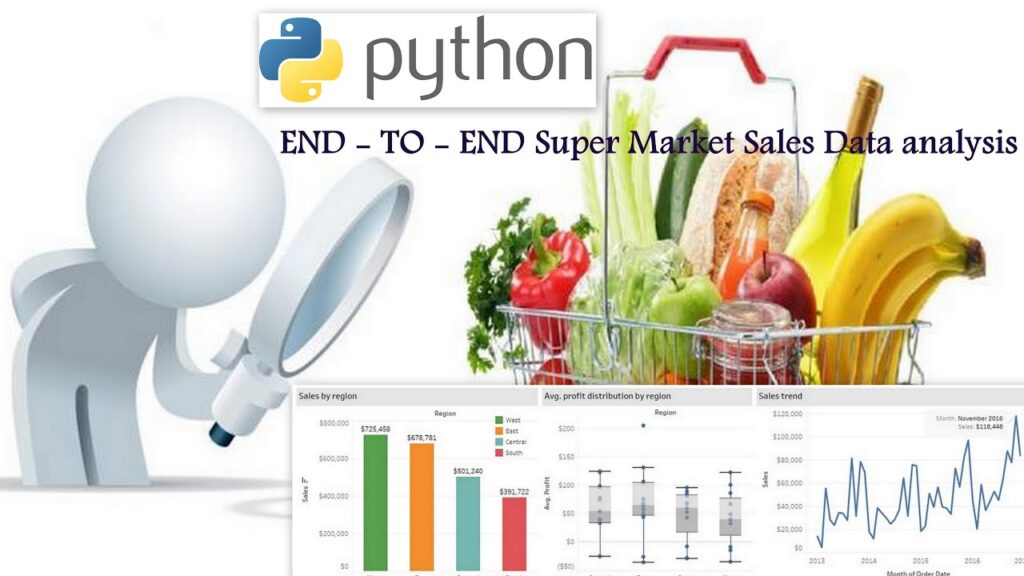 python
END - TO - END Super Market Sales Data analysis
Sales by region
Region
West
East
Central
South
$725,458
$678,781
$501,240
$391,722
$800,000
$600,000
$400,000
$200,000
$0
Sales
Avg. profit distribution by region
Region
$200
$150
$100
$50
$0
($50)
Avg. Profit
Sales trend
Month: November 2016
Sales: $118,448
$120,000
$100,000
$80,000
$60,000
$40,000
$20,000
$0
Sales
2013
2014
2015
2016
Month of Order Date